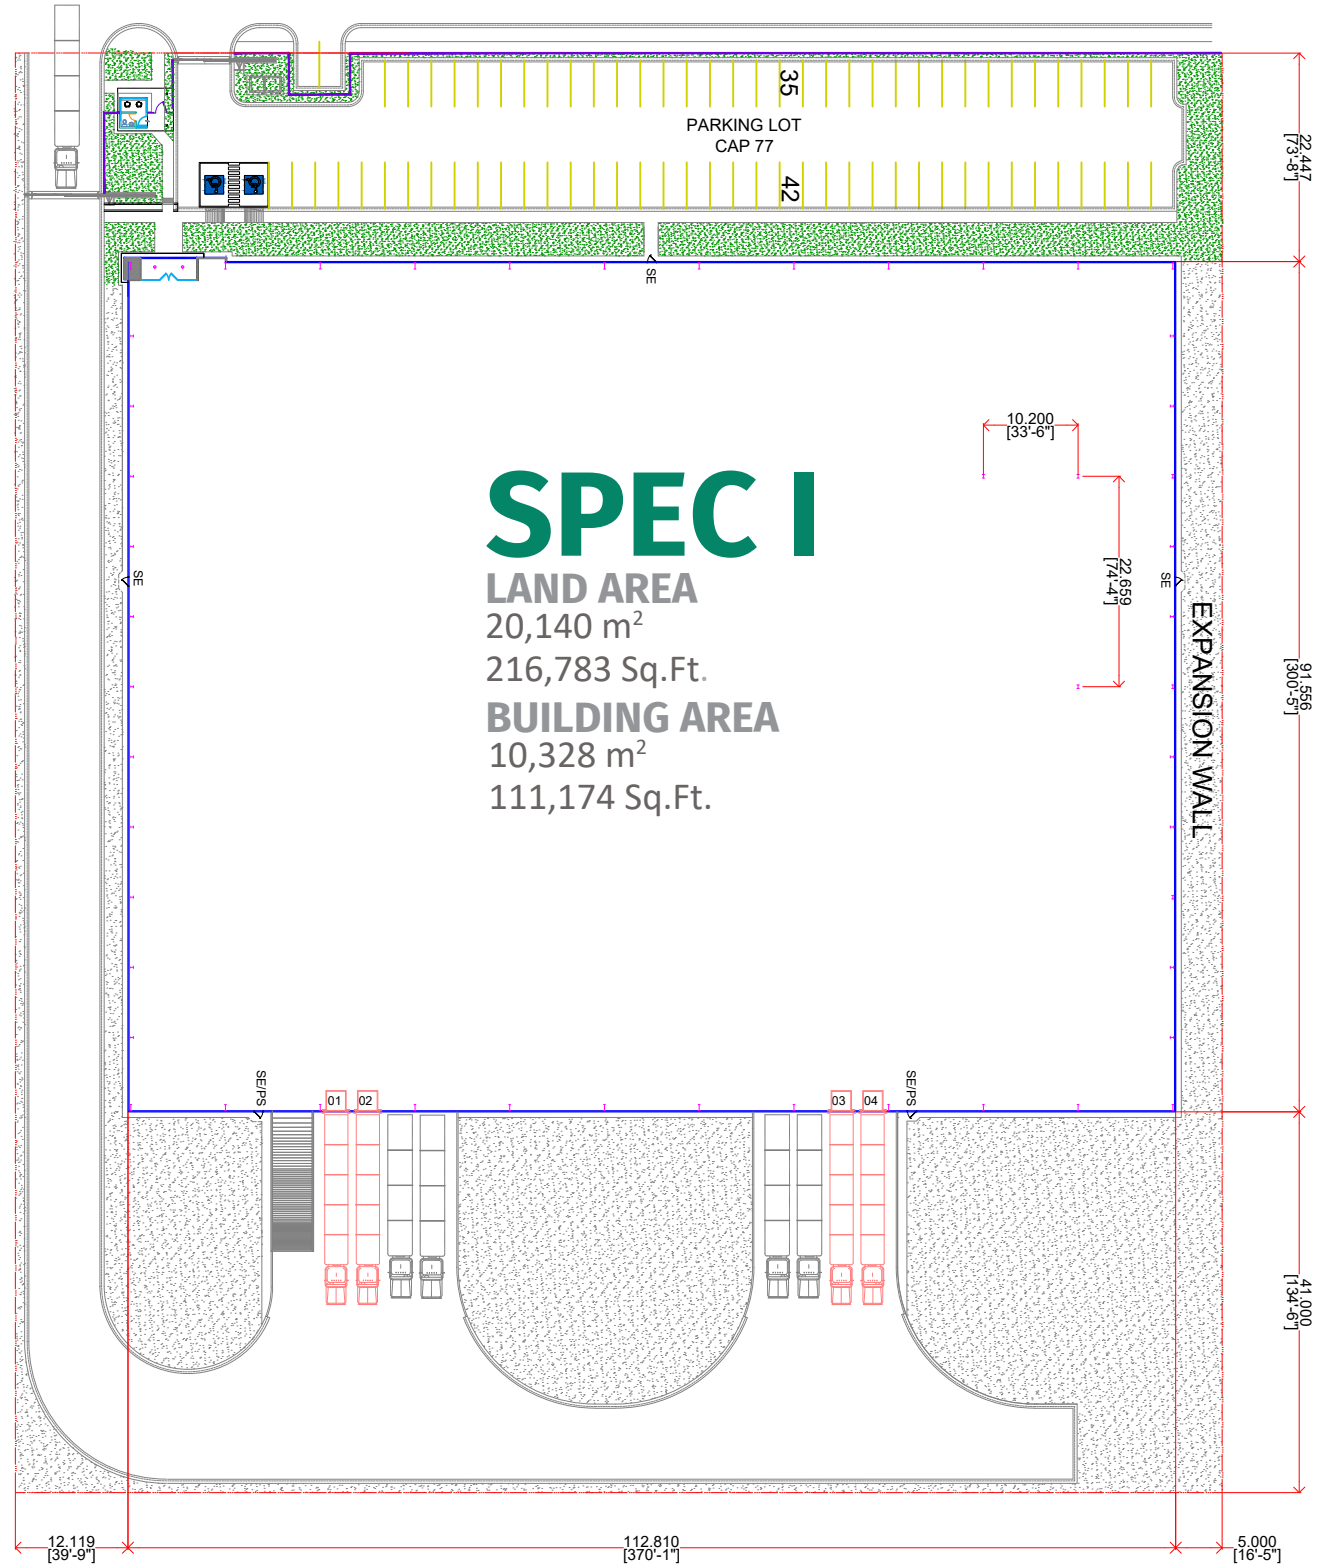 35
PARKING LOT
CAP 77
42
22.447
[73'-8"]
SE
10.200
[33'-6"]
SPEC I
LAND AREA
20,140 m²
216,783 Sq.Ft.
BUILDING AREA
10,328 m²
111,174 Sq.Ft.
22.659
[74'-4"]
SE
SE
EXPANSION WALL
91.556
[300'-5"]
SE/PS
01
02
03
04
SE/PS
41.000
[134'-6"]
12.119
[39'-9"]
112.810
[370'-1"]
5.000
[16'-5"]